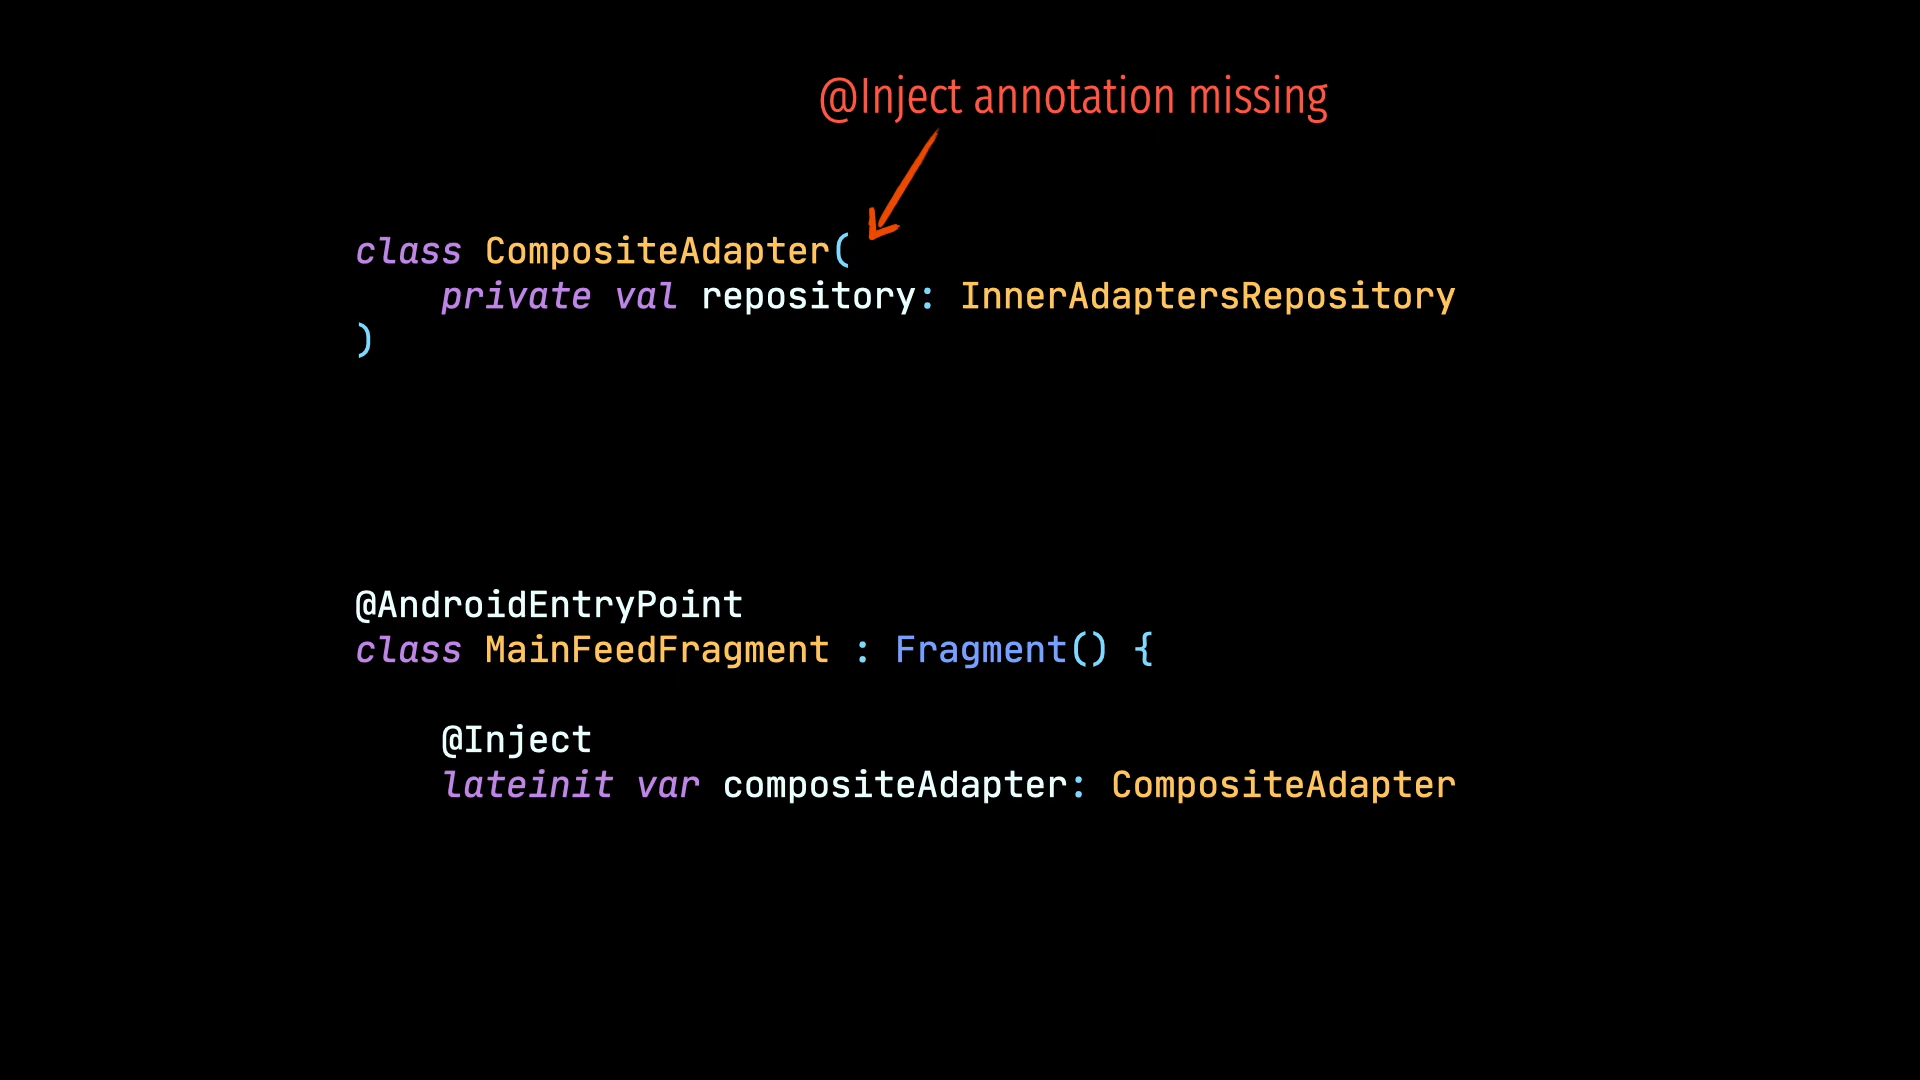 @Inject annotation missing
class CompositeAdapter(
    private val repository: InnerAdaptersRepository
)
@AndroidEntryPoint
class MainFeedFragment : Fragment() {
    @Inject
    lateinit var compositeAdapter: CompositeAdapter